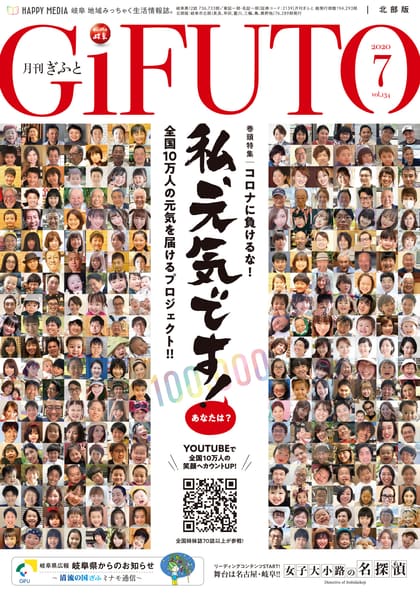 HAPPY MEDIA 岐阜 地域みっちゃく生活情報誌。
北部版
月刊ぎふと
GiFUTO
2020
7
vol.134
巻頭特集 コロナに負けるな!
私、元気です!
全国10万人の元気を届けるプロジェクト!!
100,000
あなたは?
YOUTUBEで
全国10万人の
笑顔へカウントUP!
全国姉妹誌70誌以上が参戦!
GIFU
岐阜県広報 岐阜県からのお知らせ
~清流の国ぎふ ミナモ通信~
リーディングコンテンツSTART!
舞台は名古屋・岐阜!!
女子大小路の名探偵